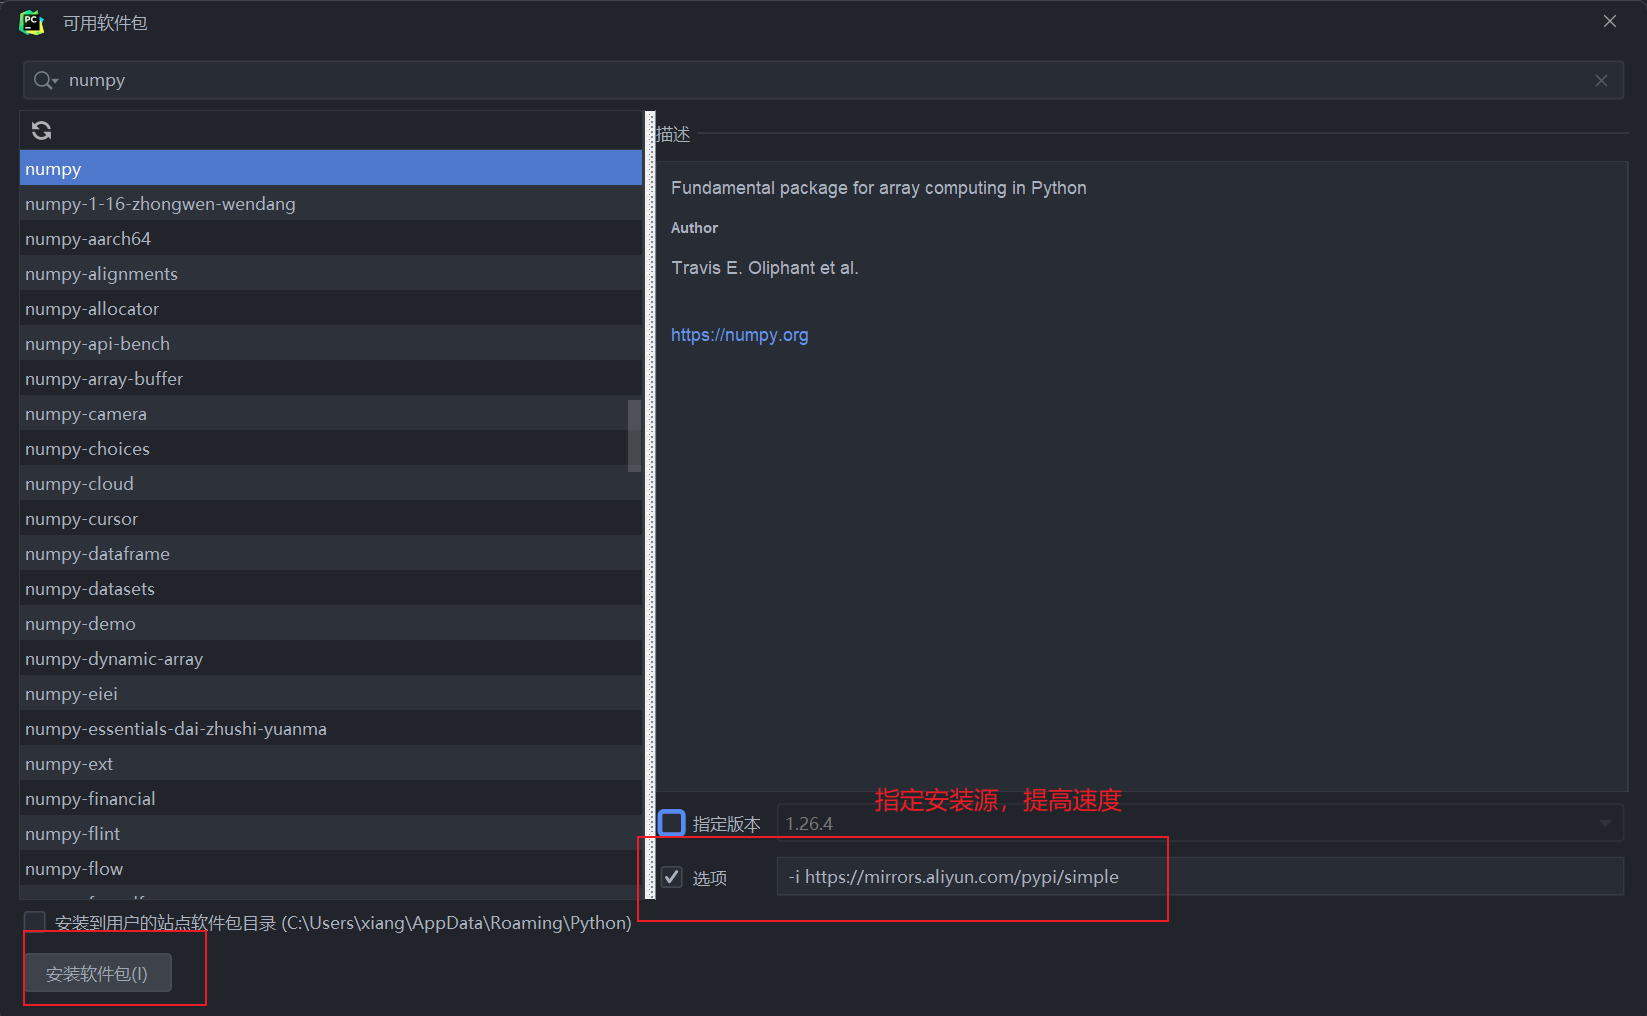 可用软件包
numpy
描述
numpy
numpy-1-16-zhongwen-wendang
numpy-aarch64
numpy-alignments
numpy-allocator
numpy-api-bench
numpy-array-buffer
numpy-camera
numpy-choices
numpy-cloud
numpy-cursor
numpy-dataframe
numpy-datasets
numpy-demo
numpy-dynamic-array
numpy-eiei
numpy-essentials-dai-zhushi-yuanma
numpy-ext
numpy-financial
numpy-flint
numpy-flow
Fundamental package for array computing in Python
Author
Travis E. Oliphant et al.
https://numpy.org
指定安装源，提高速度
指定版本 1.26.4
选项 -i https://mirrors.aliyun.com/pypi/simple
安装到用户的站点软件包目录 (C:\Users\xiang\AppData\Roaming\Python)
安装软件包(I)